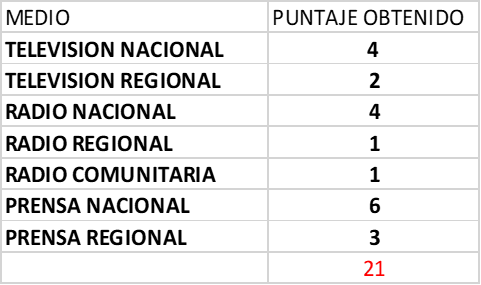 MEDIO PUNTAJE OBTENIDO
TELEVISION NACIONAL 4
TELEVISION REGIONAL 2
RADIO NACIONAL 4
RADIO REGIONAL 1
RADIO COMUNITARIA 1
PRENSA NACIONAL 6
PRENSA REGIONAL 3
21